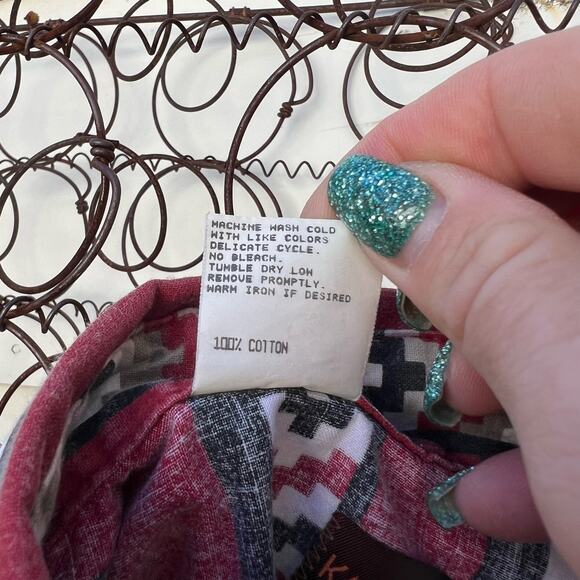 MACHINE WASH COLD
WITH LIKE COLORS
DELICATE CYCLE.
NO BLEACH.
TUMBLE DRY LOW
REMOVE PROMPTLY.
WARM IRON IF DESIRED
100% COTTON